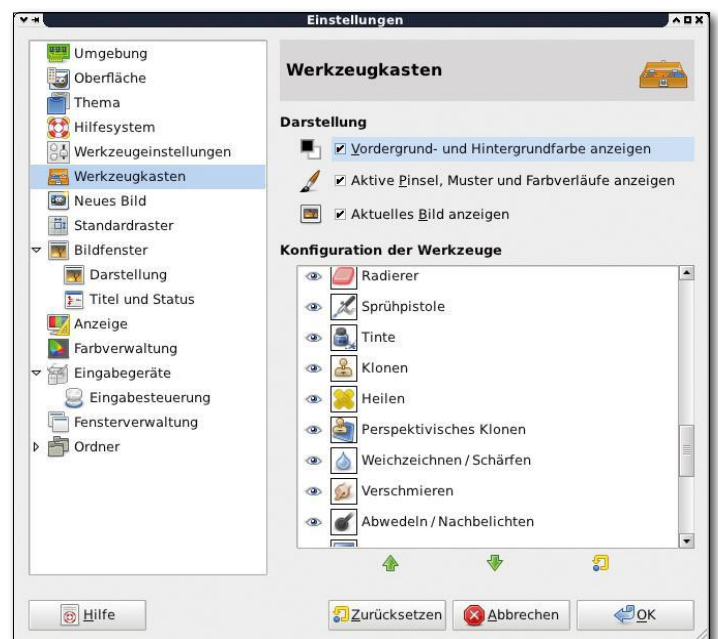 Einstellungen
Umgebung
Oberfläche
Thema
Hilfesystem
Werkzeugeinstellungen
Werkzeugkasten
Neues Bild
Standardraster
Bildfenster
Darstellung
Titel und Status
Anzeige
Farbverwaltung
Eingabegeräte
Eingabesteuerung
Fensterverwaltung
Ordner
Werkzeugkasten
Darstellung
Vordergrund- und Hintergrundfarbe anzeigen
Aktive Pinsel, Muster und Farbverläufe anzeigen
Aktuelles Bild anzeigen
Konfiguration der Werkzeuge
Radierer
Sprühpistole
Tinte
Klonen
Heilen
Perspektivisches Klonen
Weichzeichnen / Schärfen
Verschmieren
Abwedeln / Nachbelichten
Hilfe
Zurücksetzen
Abbrechen
OK